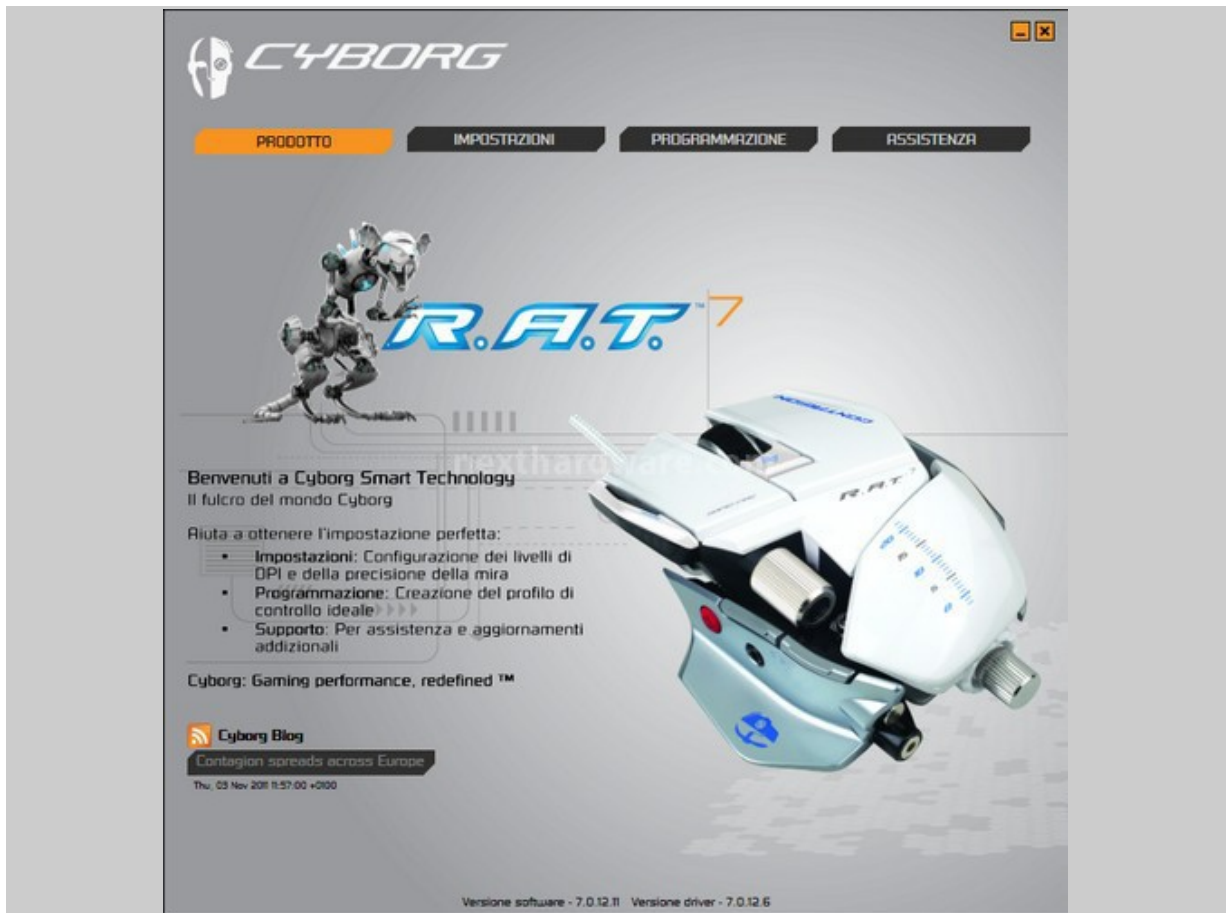 CYBORG
PRODOTTO
IMPOSTAZIONI
PROGRAMMAZIONE
ASSISTENZA
R.A.T.™ 7
CONTAGION
R.A.T. 7
nexthardware.com
Benvenuti a Cyborg Smart Technology
Il fulcro del mondo Cyborg
Aiuta a ottenere l'impostazione perfetta:
▪ Impostazioni: Configurazione dei livelli di
DPI e della precisione della mira
▪ Programmazione: Creazione del profilo di
controllo ideale
▪ Supporto: Per assistenza e aggiornamenti
addizionali
Cyborg: Gaming performance, redefined ™
Cyborg Blog
Contagion spreads across Europe
Thu, 03 Nov 2011 11:57:00 +0100
Versione software - 7.0.12.11 Versione driver - 7.0.12.6